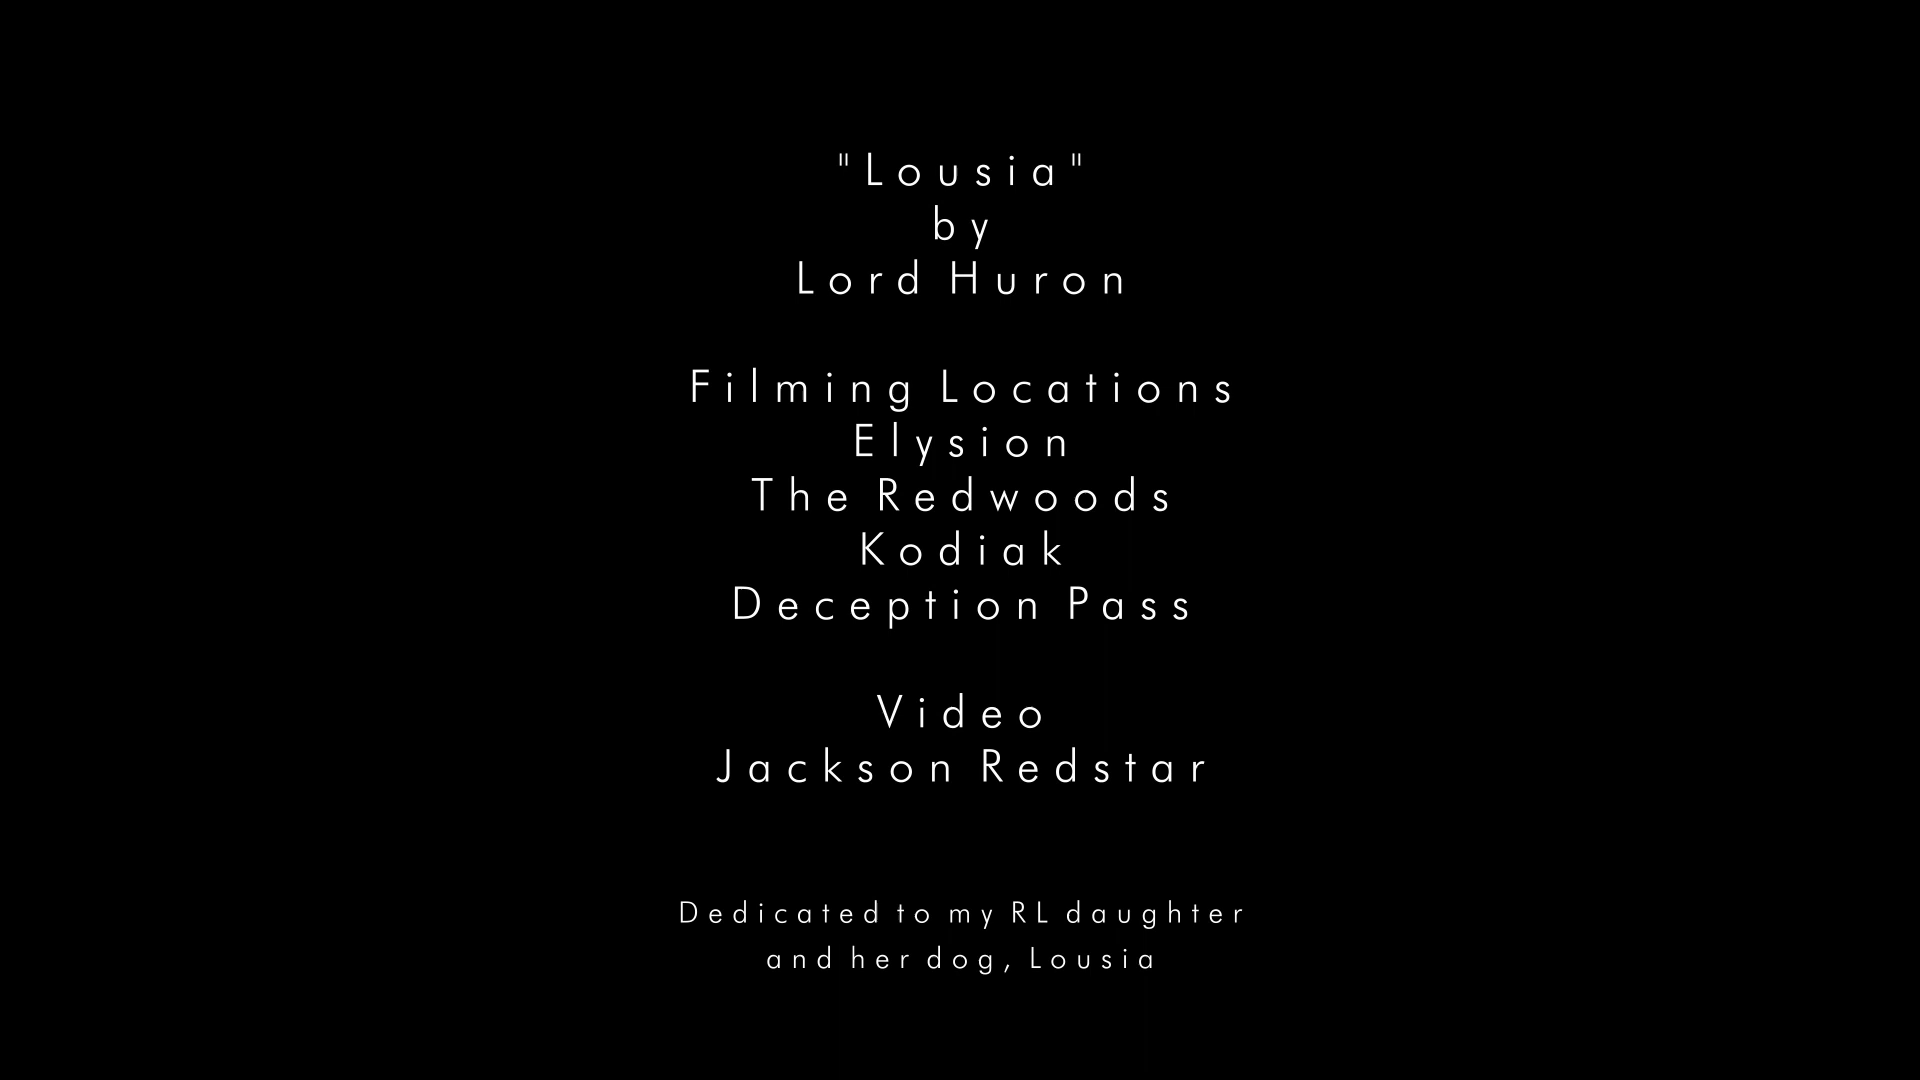 "Lousia"
by
Lord Huron
Filming Locations
Elysion
The Redwoods
Kodiak
Deception Pass
Video
Jackson Redstar
Dedicated to my RL daughter
and her dog, Lousia